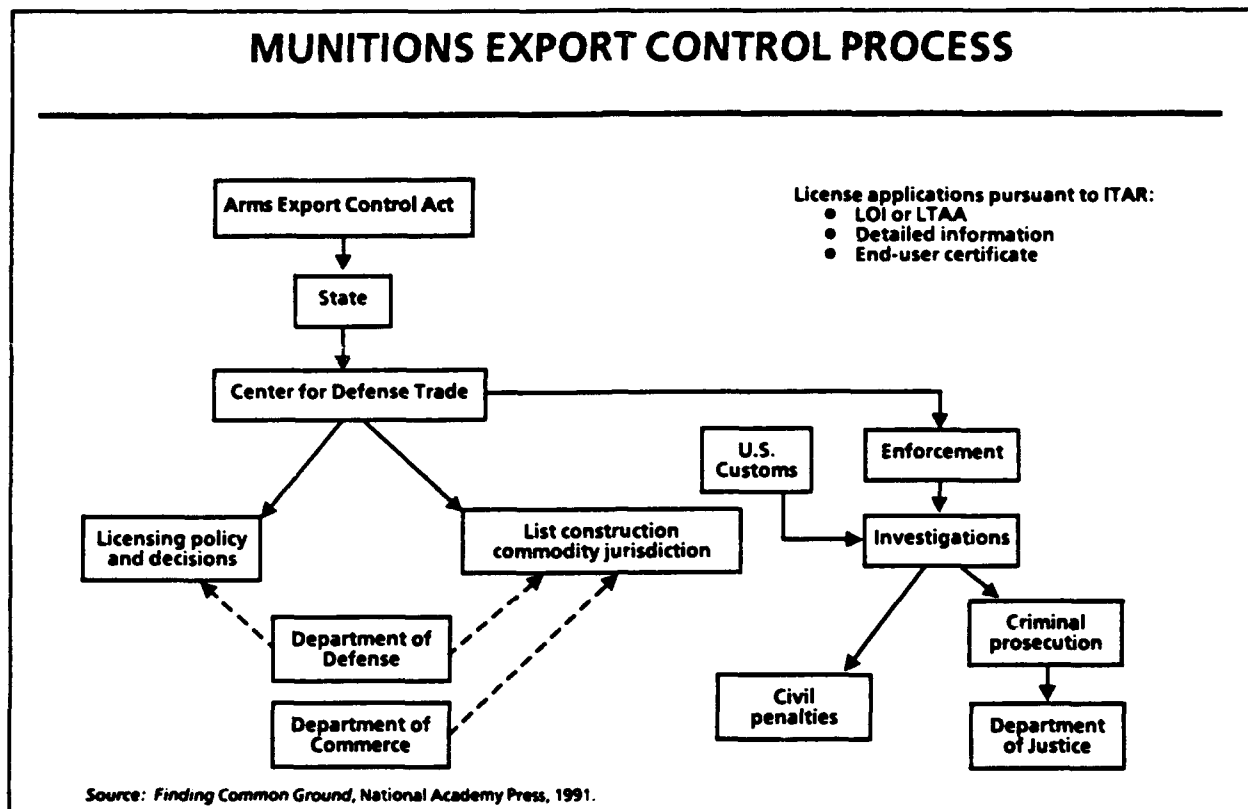 MUNITIONS EXPORT CONTROL PROCESS
Arms Export Control Act
License applications pursuant to ITAR:
● LOI or LTAA
● Detailed information
● End-user certificate
State
Center for Defense Trade
U.S.
Customs
Enforcement
Licensing policy
and decisions
List construction
commodity jurisdiction
Investigations
Department of
Defense
Criminal
prosecution
Civil
penalties
Department of
Commerce
Department
of Justice
Source: Finding Common Ground, National Academy Press, 1991.